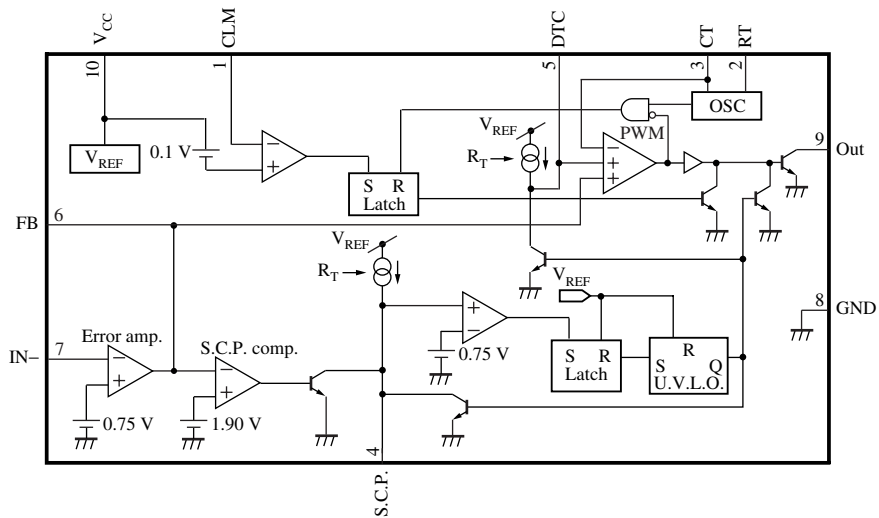 VCC
CLM
DTC
CT
RT
10
1
5
3
2
OSC
VREF
0.1 V
VREF
PWM
9
Out
RT
S R
Latch
FB
6
VREF
RT
VREF
8
GND
IN−
7
Error amp.
S.C.P. comp.
0.75 V
S R
Latch
R
S Q
U.V.L.O.
0.75 V
1.90 V
4
S.C.P.